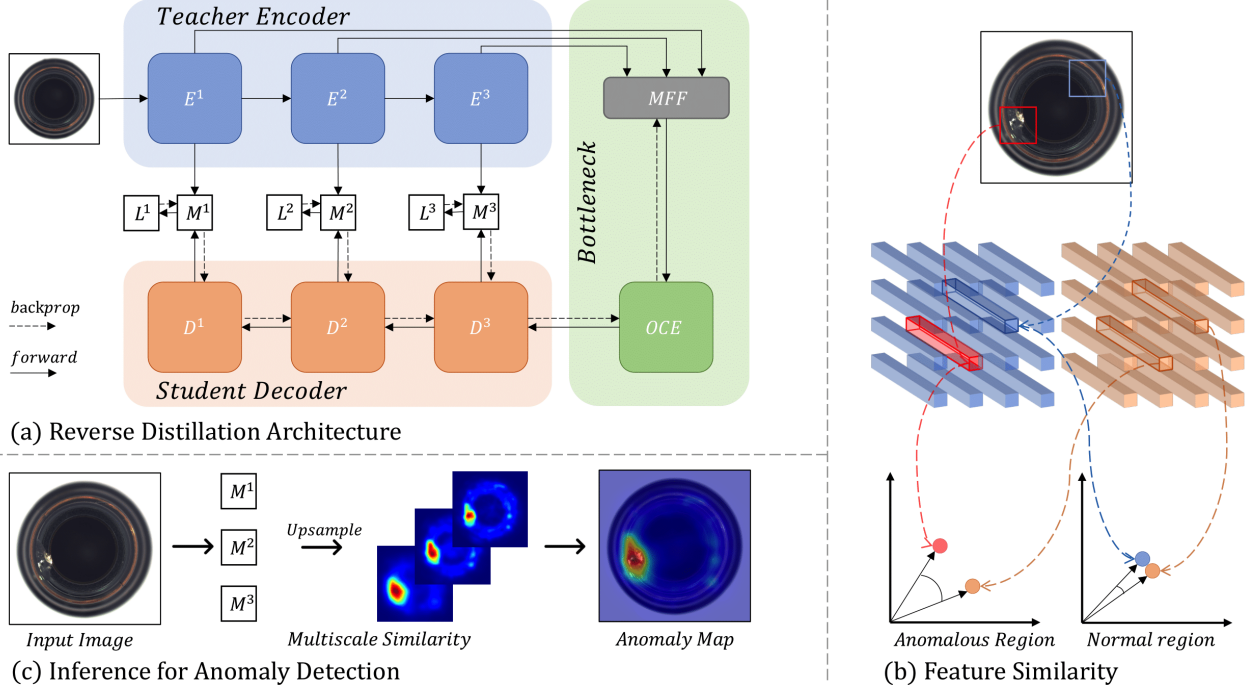 Teacher Encoder
E¹
E²
E³
MFF
Bottleneck
L¹
M¹
L²
M²
L³
M³
backprop
forward
D¹
D²
D³
OCE
Student Decoder
(a) Reverse Distillation Architecture
M¹
M²
M³
Upsample
Input Image
Multiscale Similarity
Anomaly Map
(c) Inference for Anomaly Detection
Anomalous Region
Normal region
(b) Feature Similarity